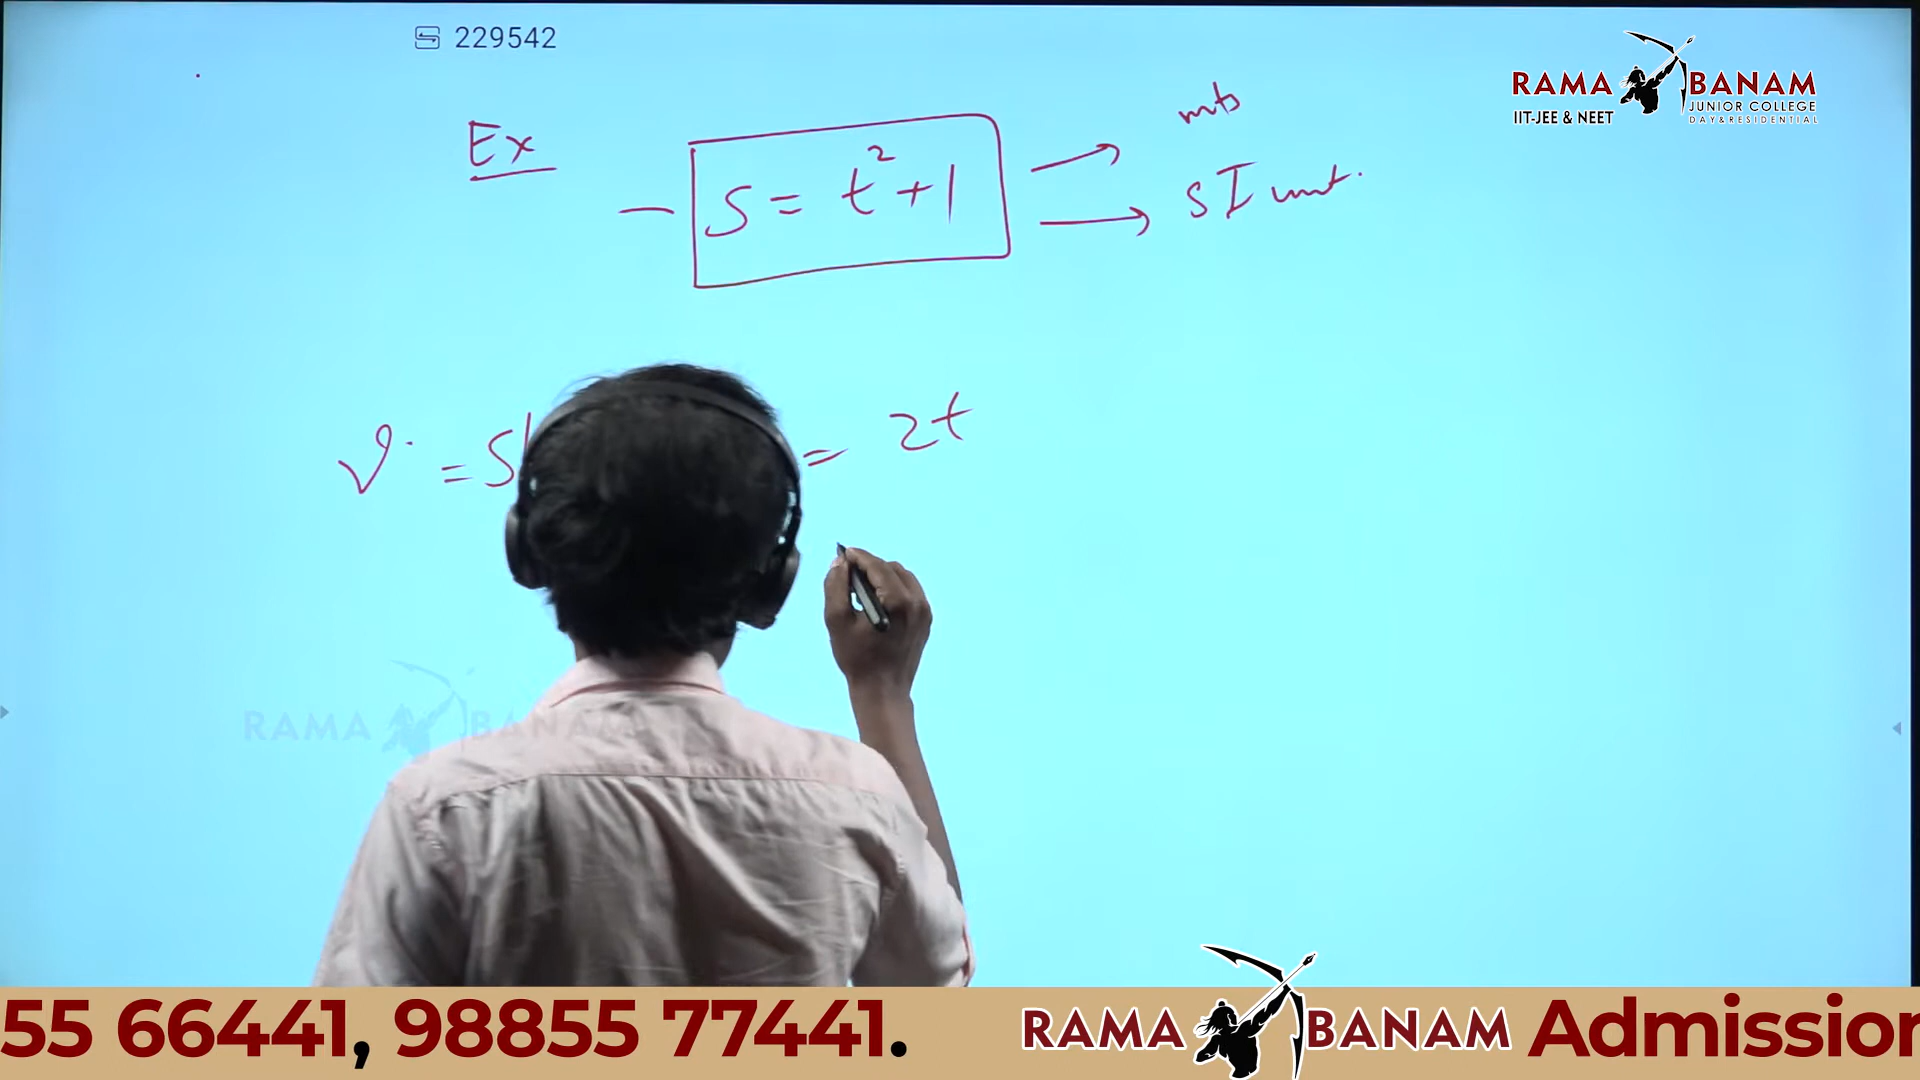 229542
RAMA BANAM
IIT-JEE & NEET
JUNIOR COLLEGE
DAY&RESIDENTIAL
Ex
S = t²+1
mts
SI unit.
v = S
= 2t
RAMA BANAM
55 66441, 98855 77441.
RAMA BANAM Admission